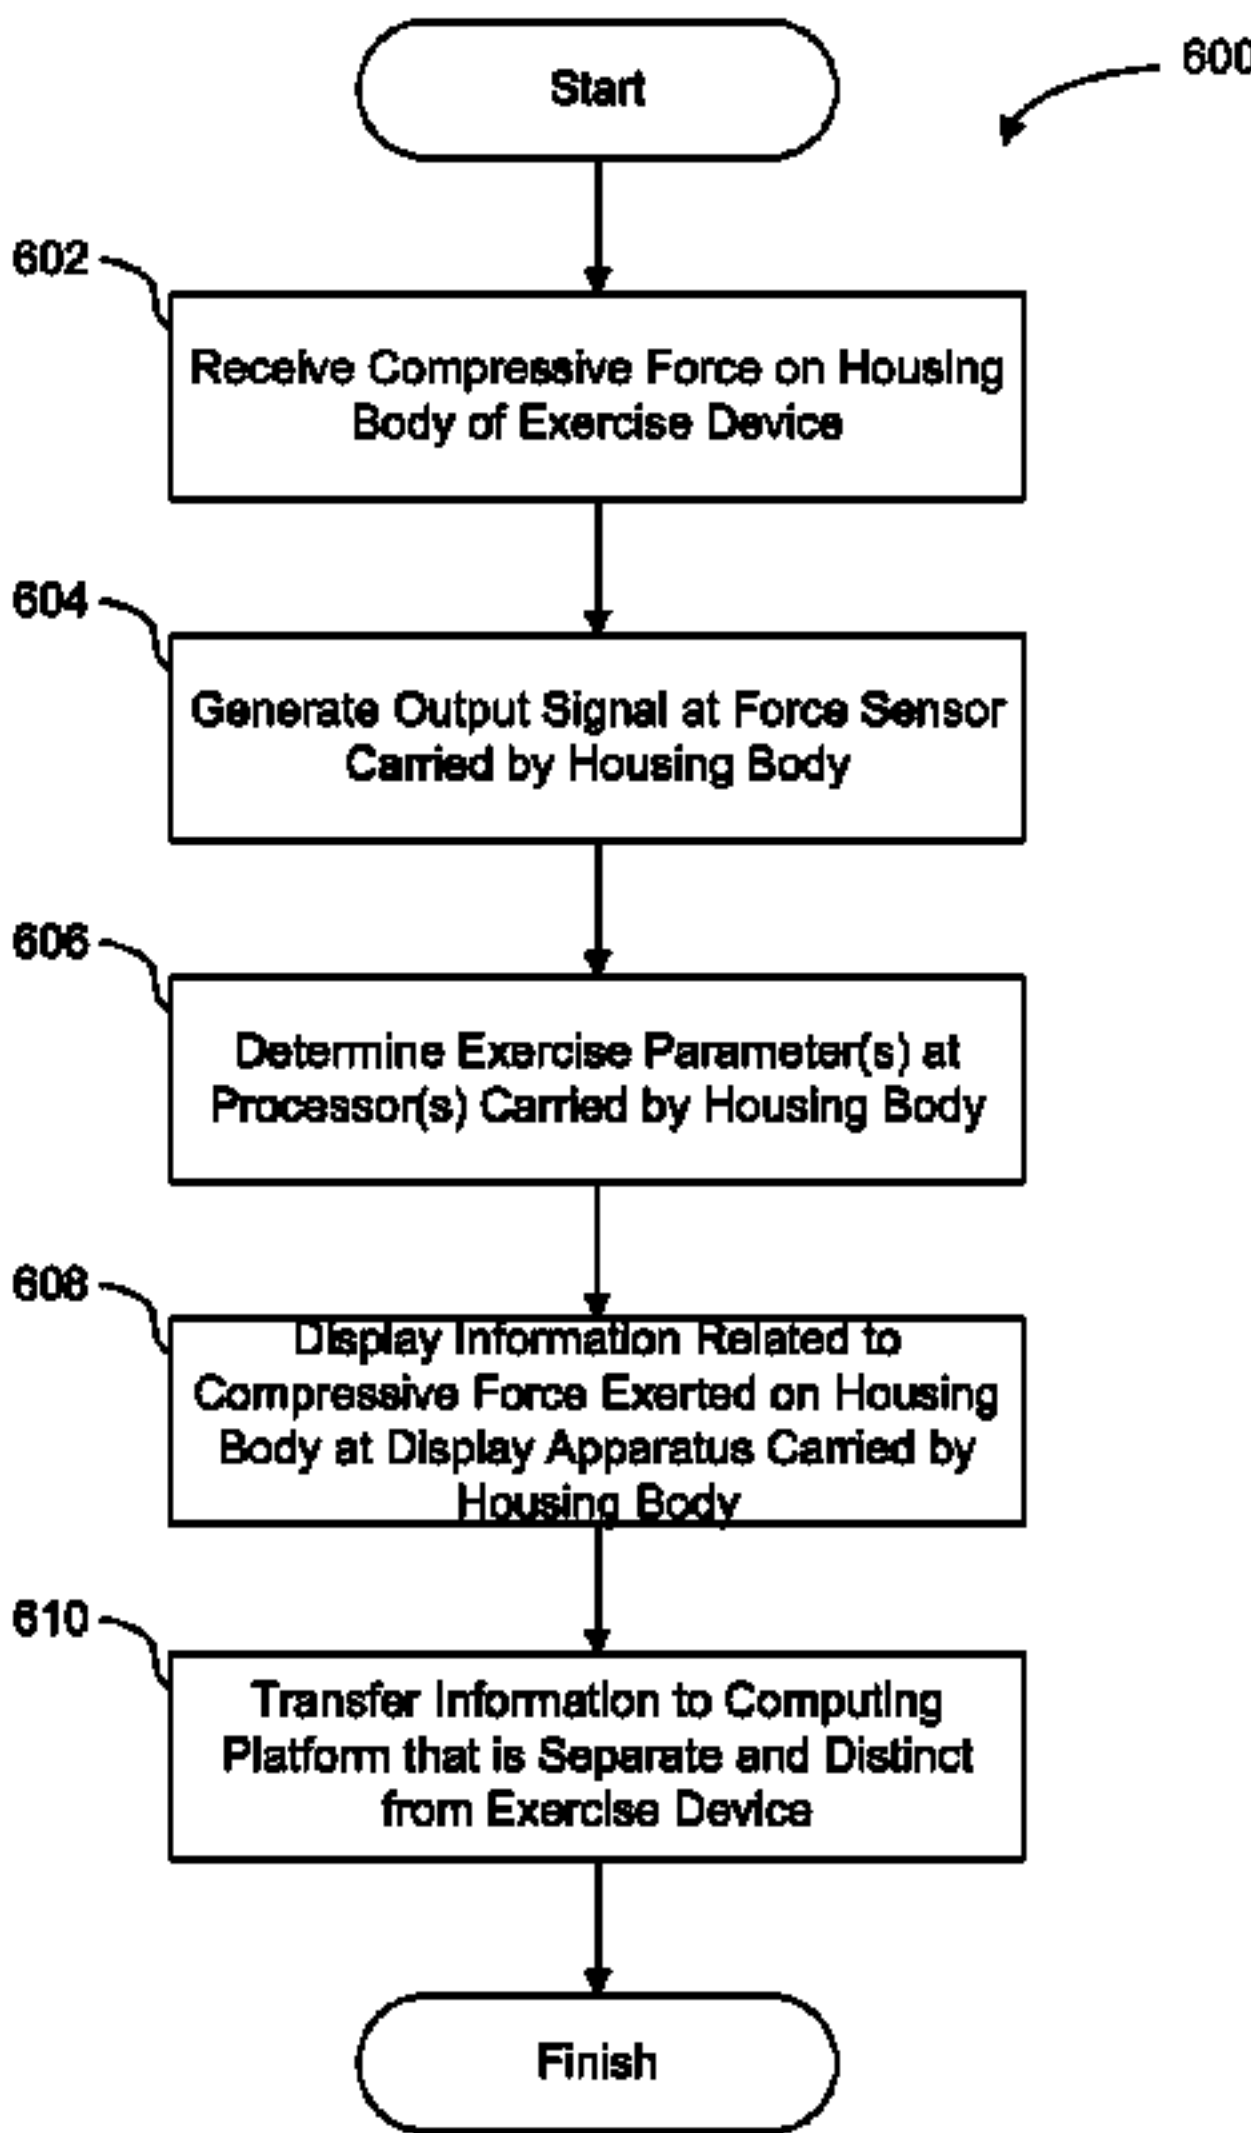 Start
600
602
Receive Compressive Force on Housing
Body of Exercise Device
604
Generate Output Signal at Force Sensor
Carried by Housing Body
606
Determine Exercise Parameter(s) at
Processor(s) Carried by Housing Body
608
Display Information Related to
Compressive Force Exerted on Housing
Body at Display Apparatus Carried by
Housing Body
610
Transfer Information to Computing
Platform that is Separate and Distinct
from Exercise Device
Finish